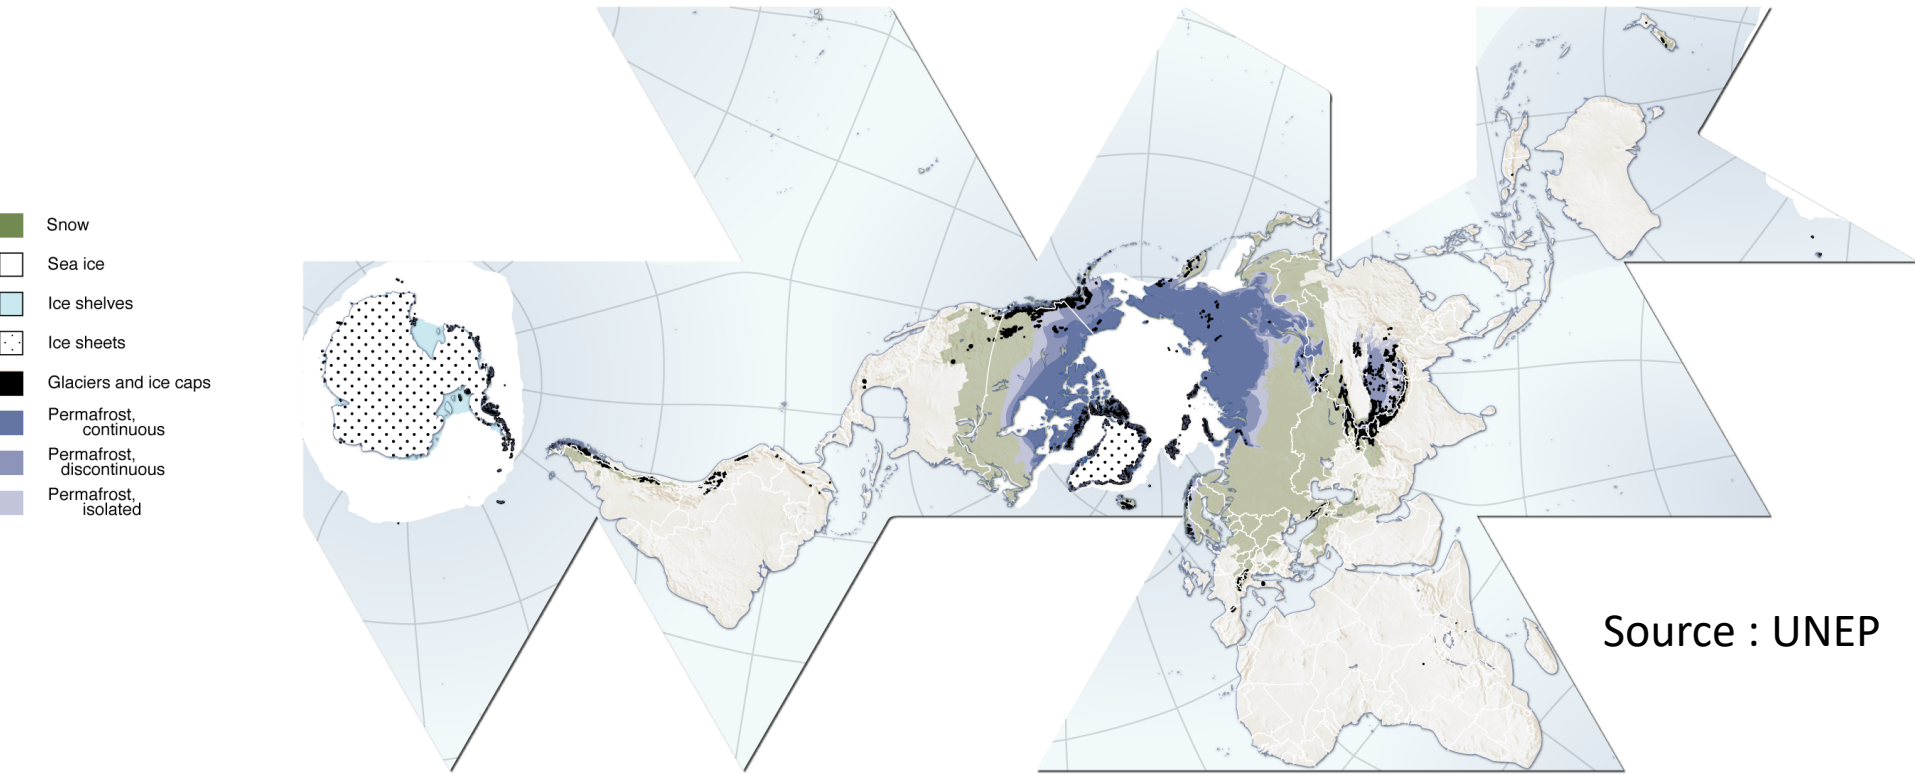 Snow
Sea ice
Ice shelves
Ice sheets
Glaciers and ice caps
Permafrost,
continuous
Permafrost,
discontinuous
Permafrost,
isolated
Source : UNEP